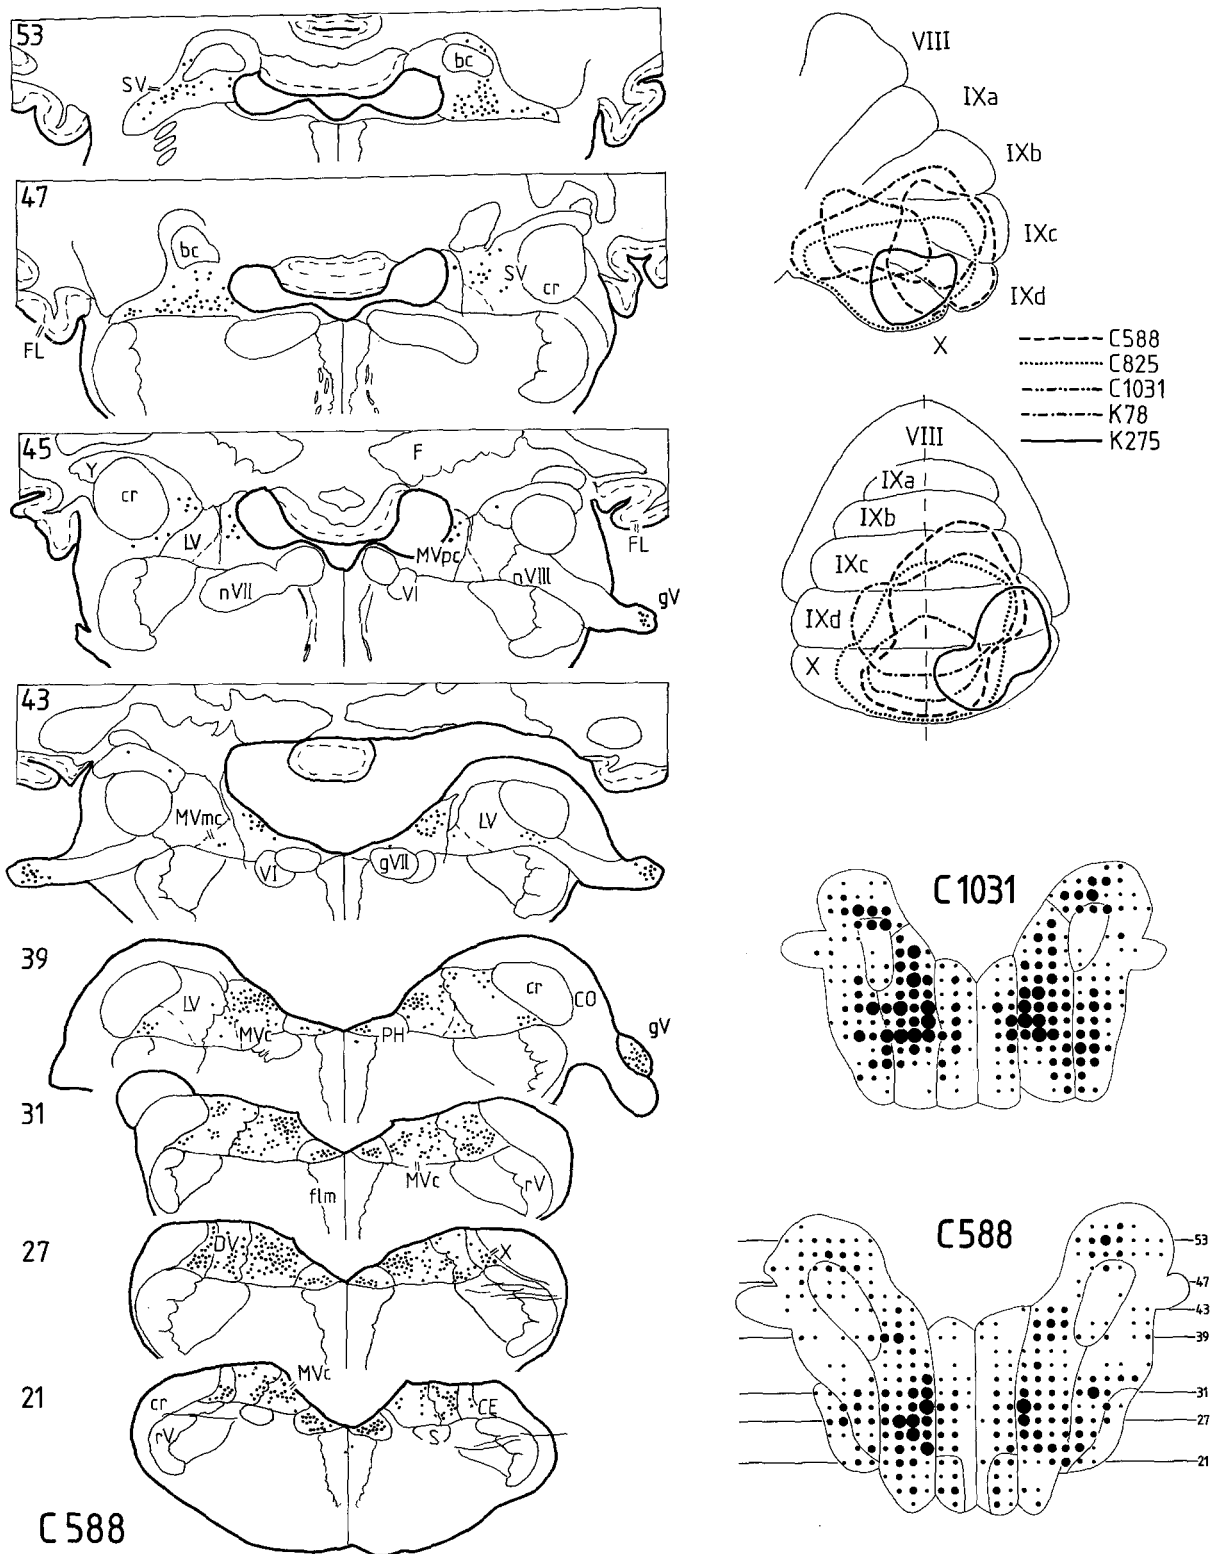 53
SV
bc
47
bc
SV
cr
FL
45
Y
cr
F
LV
MVpc
FL
nVII
VI
nVIII
gV
43
MVmc
LV
VI
gVII
39
LV
cr
CO
MVc
PH
gV
31
flm
MVc
rV
27
DV
X
21
MVc
cr
CE
rV
S
C588
VIII
IXa
IXb
IXc
IXd
X
C588
C825
C1031
K78
K275
VIII
IXa
IXb
IXc
IXd
X
C1031
C588
53
47
43
39
31
27
21